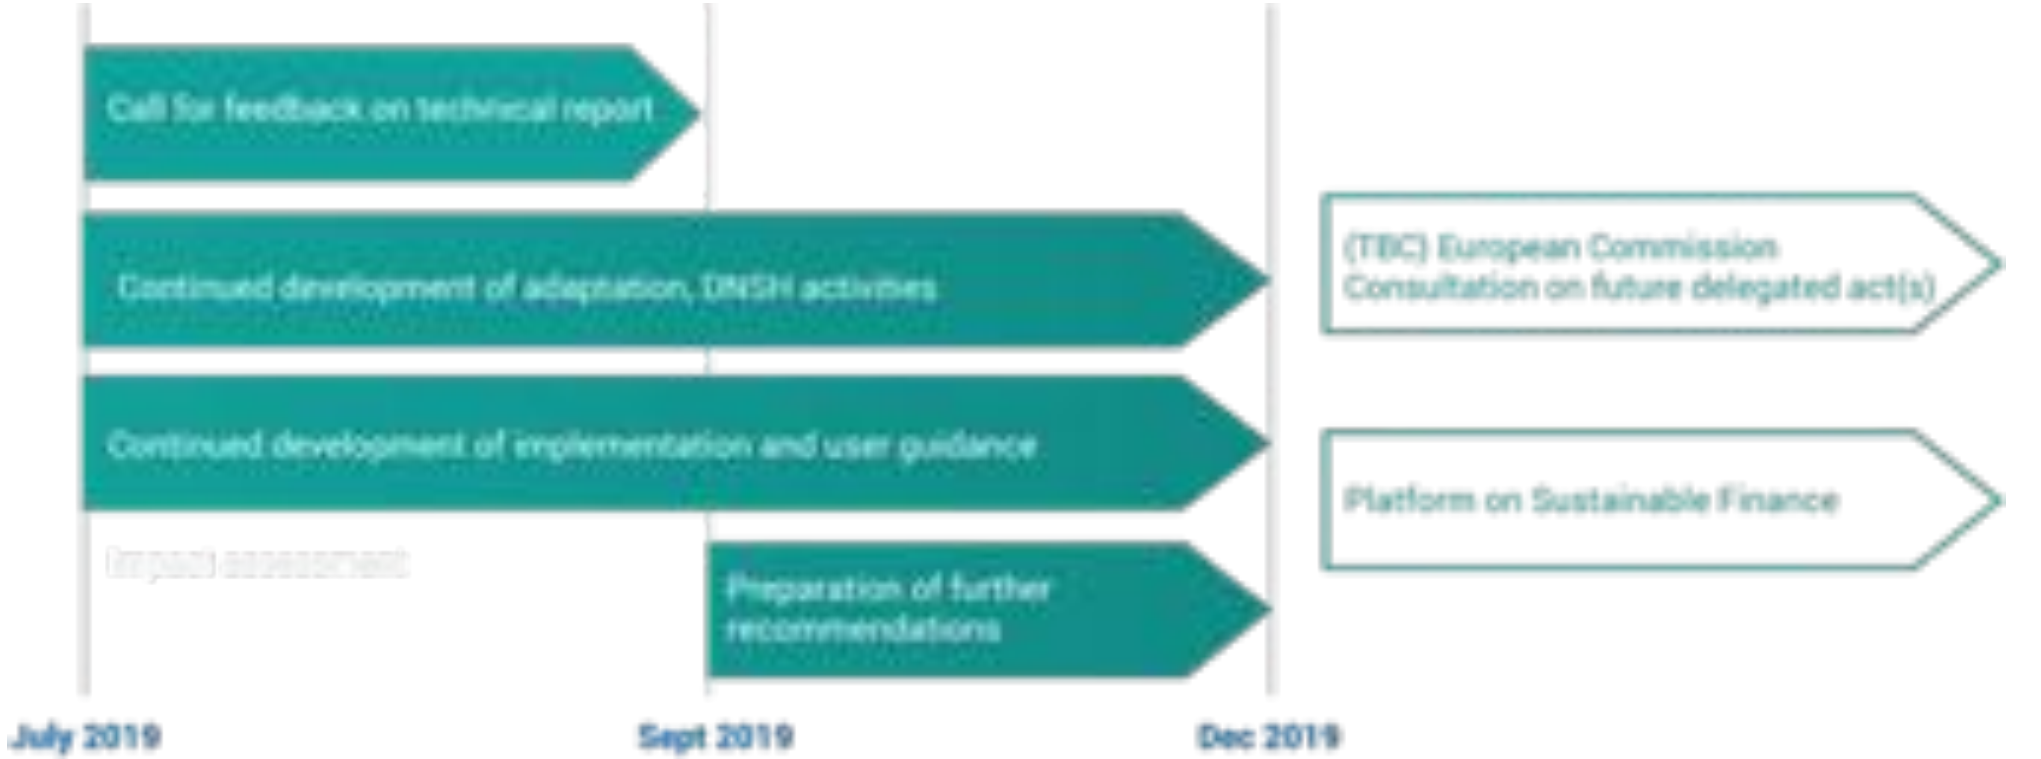 Call for feedback on technical report
Continued development of adaptation, DNSH activities
(TBC) European Commission
Consultation on future delegated act(s)
Continued development of implementation and user guidance
Platform on Sustainable Finance
Impact assessment
Preparation of further
recommendations
July 2019
Sept 2019
Dec 2019